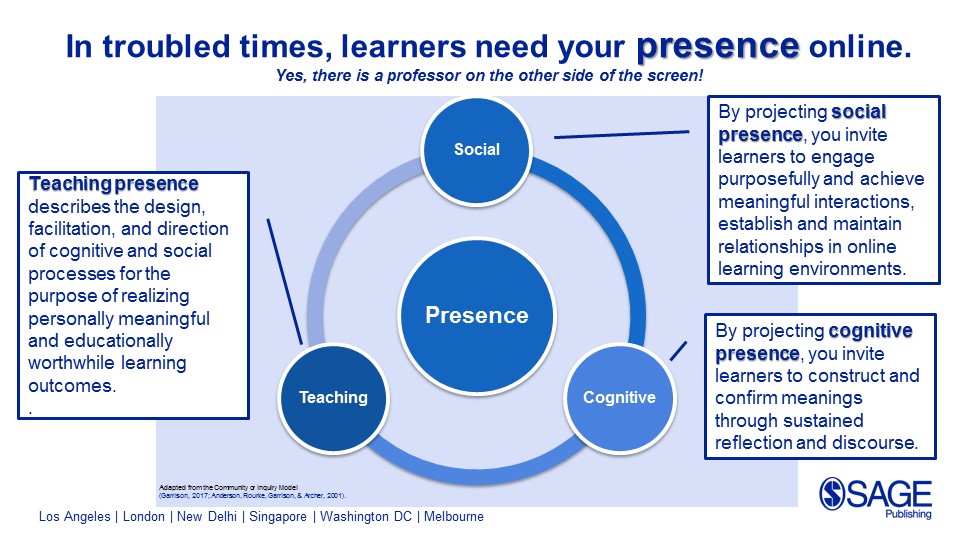 In troubled times, learners need your presence online.
Yes, there is a professor on the other side of the screen!
Social
By projecting social
presence, you invite
learners to engage
purposefully and achieve
meaningful interactions,
establish and maintain
relationships in online
learning environments.
Teaching presence
describes the design,
facilitation, and direction
of cognitive and social
processes for the
purpose of realizing
personally meaningful
and educationally
worthwhile learning
outcomes.
.
Presence
Teaching
Cognitive
By projecting cognitive
presence, you invite
learners to construct and
confirm meanings
through sustained
reflection and discourse.
Adapted from the Community or Inquiry Model
(Garrison, 2017; Anderson, Rourke, Garrison, & Archer, 2001).
SAGE
Publishing
Los Angeles | London | New Delhi | Singapore | Washington DC | Melbourne